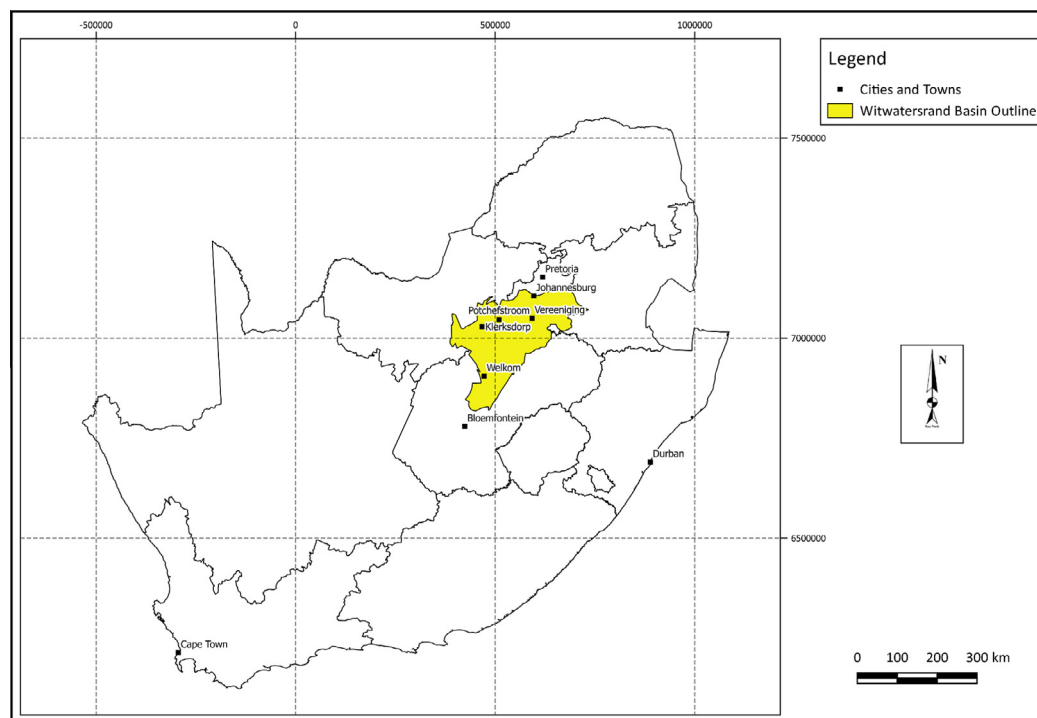 -500000 0 500000 1000000
Legend
Cities and Towns
Witwatersrand Basin Outline
7500000
Pretoria
Johannesburg
Potchefstroom
Vereeniging
Klerksdorp
7000000
N
Welkom
Bloemfontein
Durban
6500000
Cape Town
0 100 200 300 km